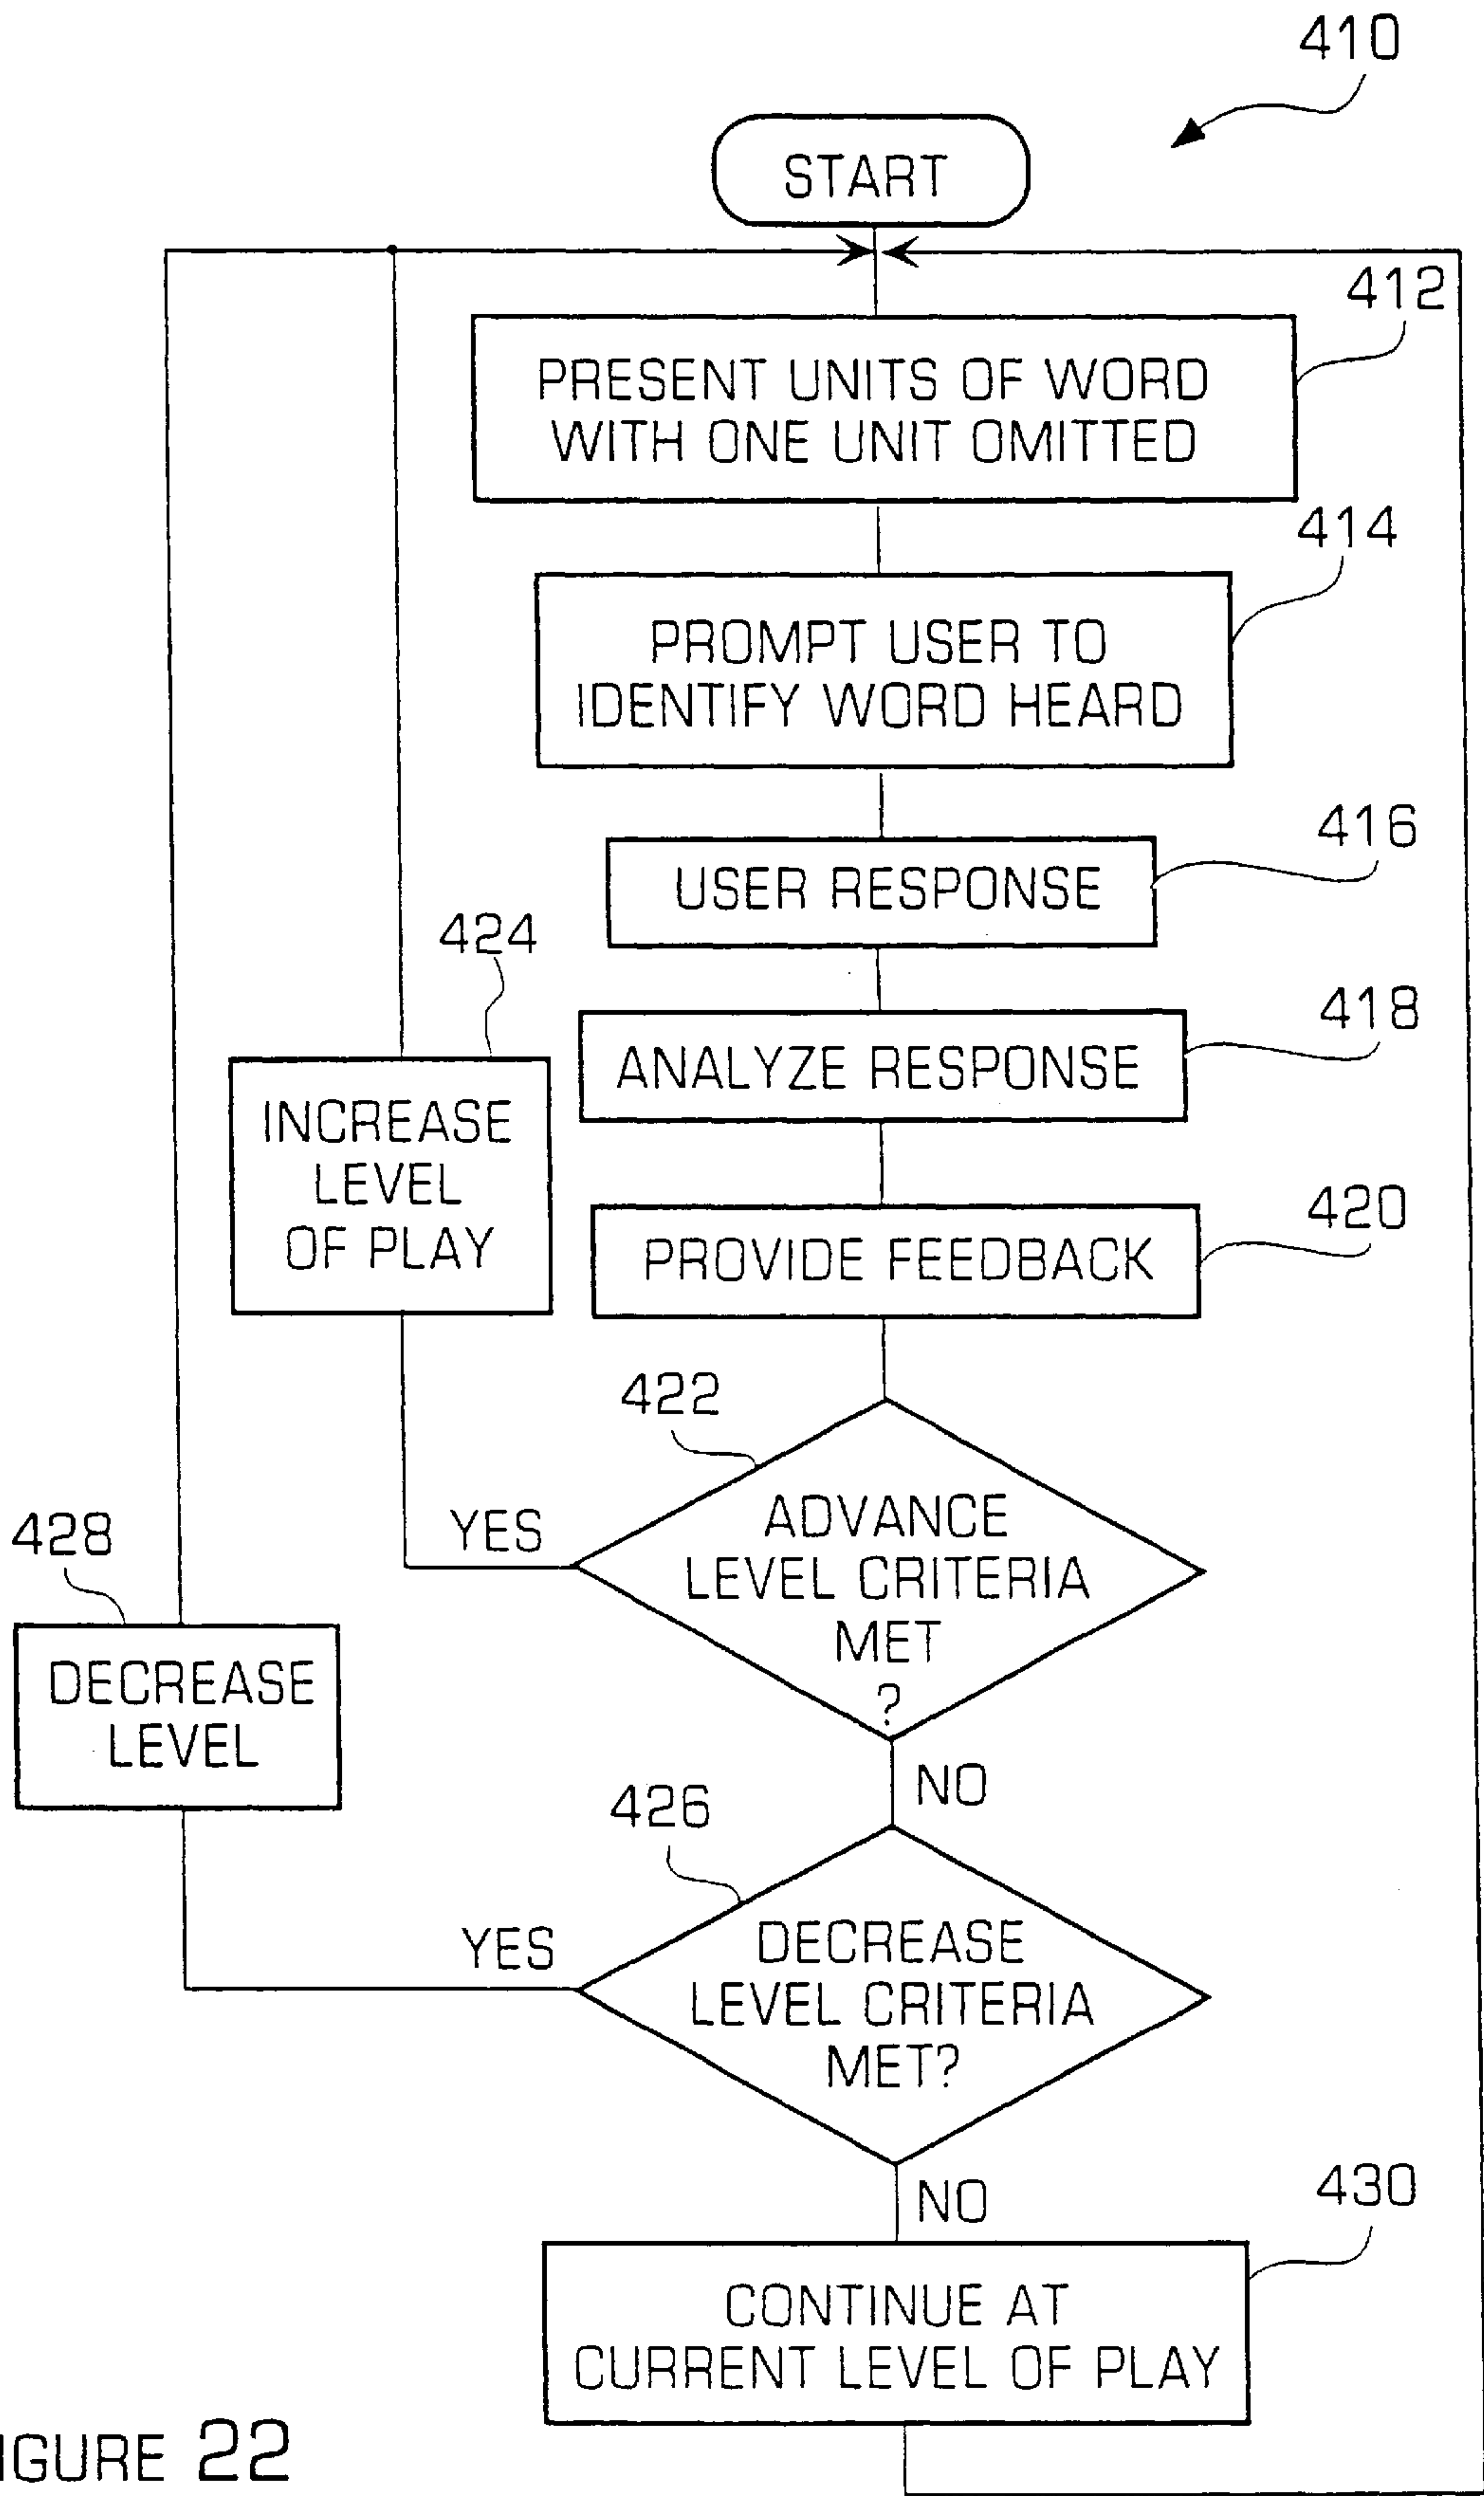 410
START
412
PRESENT UNITS OF WORD
WITH ONE UNIT OMITTED
414
PROMPT USER TO
IDENTIFY WORD HEARD
416
USER RESPONSE
424
418
ANALYZE RESPONSE
INCREASE
LEVEL
OF PLAY
420
PROVIDE FEEDBACK
422
YES
ADVANCE
LEVEL CRITERIA
MET
?
428
DECREASE
LEVEL
NO
426
YES
DECREASE
LEVEL CRITERIA
MET?
NO
430
CONTINUE AT
CURRENT LEVEL OF PLAY
IGURE 22